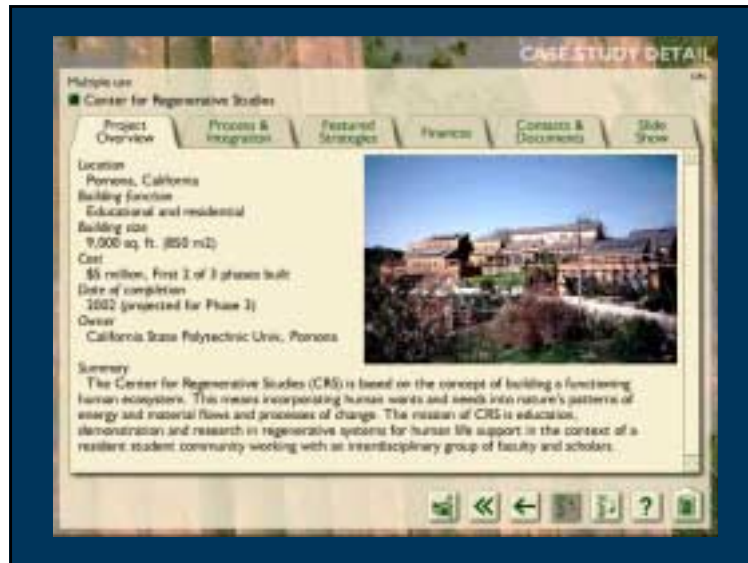 CASE STUDY DETAIL
Multiple use
Center for Regenerative Studies
Project Overview
Process & Integration
Featured Strategies
Finances
Contacts & Documents
Slide Show
Location
Pomona, California
Building function
Educational and residential
Building size
9,000 sq. ft. (850 m2)
Cost
$5 million, First 2 of 3 phases built
Date of completion
2002 (projected for Phase 3)
Owner
California State Polytechnic Univ., Pomona
Summary
The Center for Regenerative Studies (CRS) is based on the concept of building a functioning
human ecosystem. This means incorporating human wants and needs into nature's patterns of
energy and material flows and processes of change. The mission of CRS is education,
demonstration and research in regenerative systems for human life support in the context of a
resident student community working with an interdisciplinary group of faculty and scholars.
?